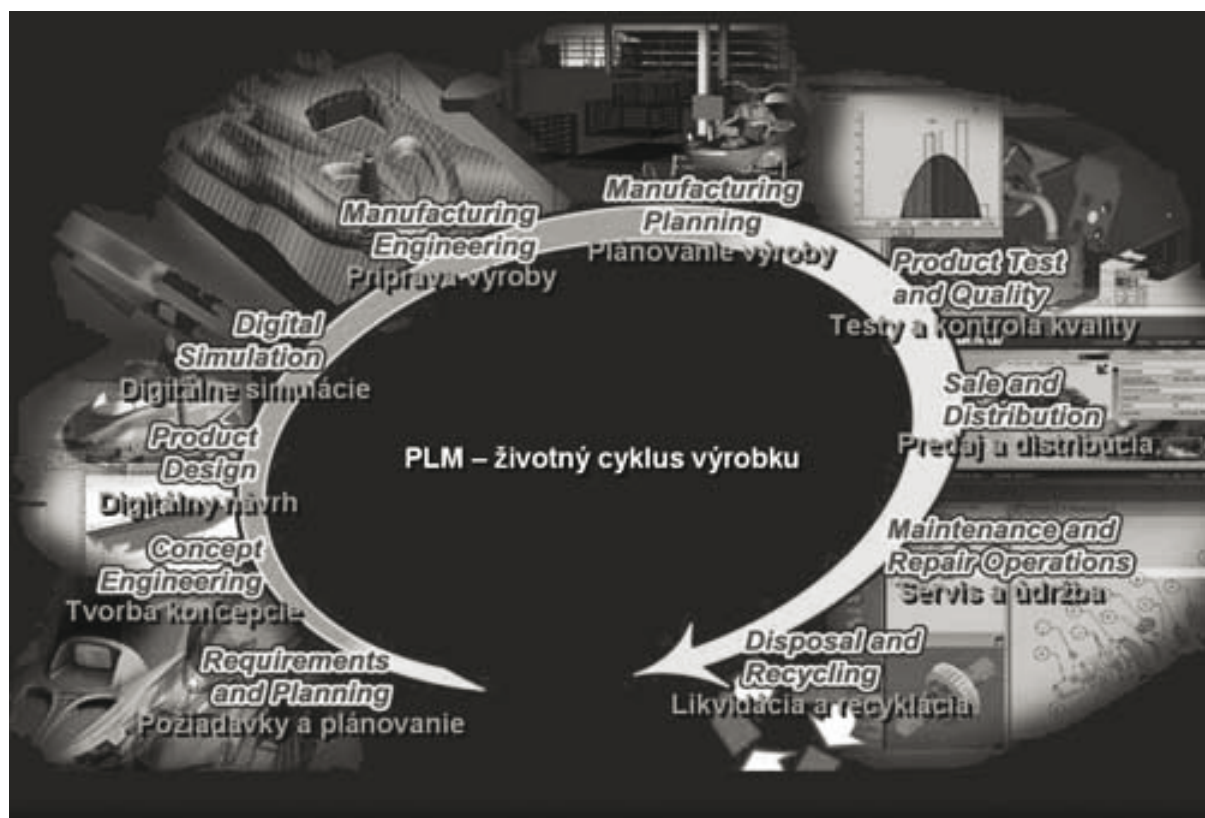 Manufacturing
Planning
Plánovanie výroby
Manufacturing
Engineering
Príprava výroby
Product Test
and Quality
Testy a kontrola kvality
Digital
Simulation
Digitálne simulácie
Sale and
Distribution
Predaj a distribúcia
Product
Design
Digitálny návrh
PLM – životný cyklus výrobku
Concept
Engineering
Tvorba koncepcie
Maintenance and
Repair Operations
Servis a údržba
Requirements
and Planning
Požiadavky a plánovanie
Disposal and
Recycling
Likvidácia a recyklácia